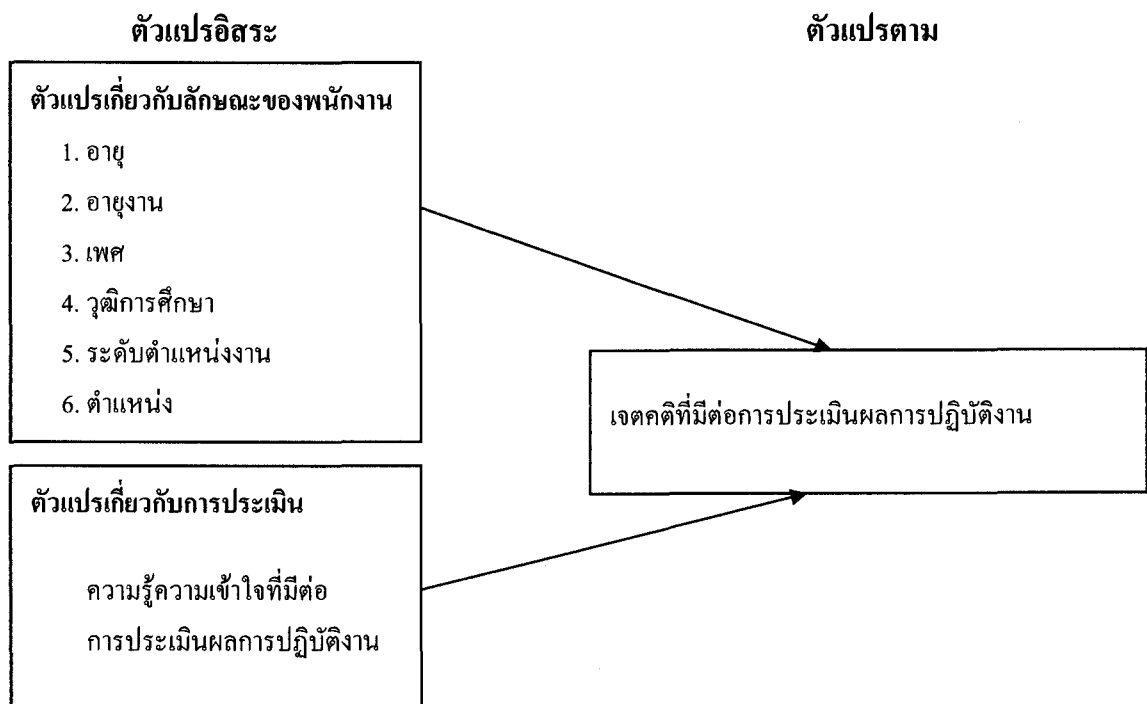 ตัวแปรอิสระ
ตัวแปรเกี่ยวกับลักษณะของพนักงาน
1. อายุ
2. อายุงาน
3. เพศ
4. วุฒิการศึกษา
5. ระดับตำแหน่งงาน
6. ตำแหน่ง
ตัวแปรเกี่ยวกับการประเมิน
ความรู้ความเข้าใจที่มีต่อ
การประเมินผลการปฏิบัติงาน
ตัวแปรตาม
เจตคติที่มีต่อการประเมินผลการปฏิบัติงาน